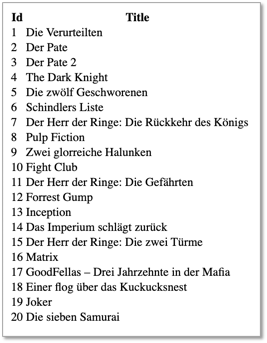 Id Title
1 Die Verurteilten
2 Der Pate
3 Der Pate 2
4 The Dark Knight
5 Die zwölf Geschworenen
6 Schindlers Liste
7 Der Herr der Ringe: Die Rückkehr des Königs
8 Pulp Fiction
9 Zwei glorreiche Halunken
10 Fight Club
11 Der Herr der Ringe: Die Gefährten
12 Forrest Gump
13 Inception
14 Das Imperium schlägt zurück
15 Der Herr der Ringe: Die zwei Türme
16 Matrix
17 GoodFellas – Drei Jahrzehnte in der Mafia
18 Einer flog über das Kuckucksnest
19 Joker
20 Die sieben Samurai